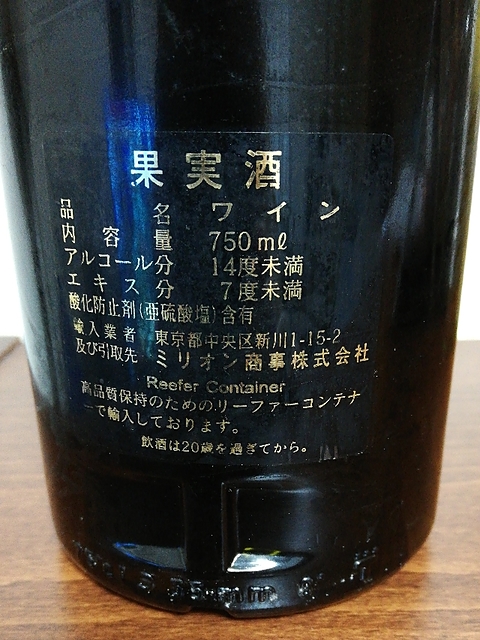 果実酒
品名 ワイン
内容量 750mℓ
アルコール分 14度未満
エキス分 7度未満
酸化防止剤(亜硫酸塩)含有
輸入業者 東京都中央区新川1-15-2
及び引取先 ミリオン商事株式会社
Reefer Container
高品質保持のためのリーファーコンテナ
ーで輸入しております。
飲酒は20歳を過ぎてから。